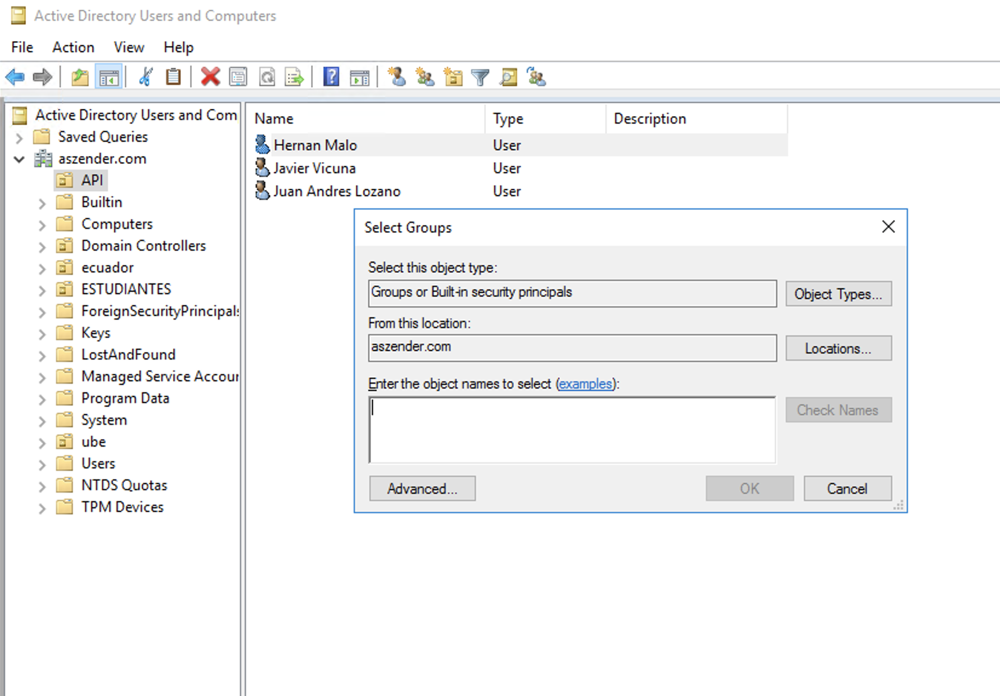 Active Directory Users and Computers
File Action View Help
Active Directory Users and Com
Saved Queries
aszender.com
API
Builtin
Computers
Domain Controllers
ecuador
ESTUDIANTES
ForeignSecurityPrincipals
Keys
LostAndFound
Managed Service Accour
Program Data
System
ube
Users
NTDS Quotas
TPM Devices
Name Type Description
Hernan Malo User
Javier Vicuna User
Juan Andres Lozano User
Select Groups
Select this object type:
Groups or Built-in security principals Object Types...
From this location:
aszender.com Locations...
Enter the object names to select (examples):
Check Names
Advanced... OK Cancel